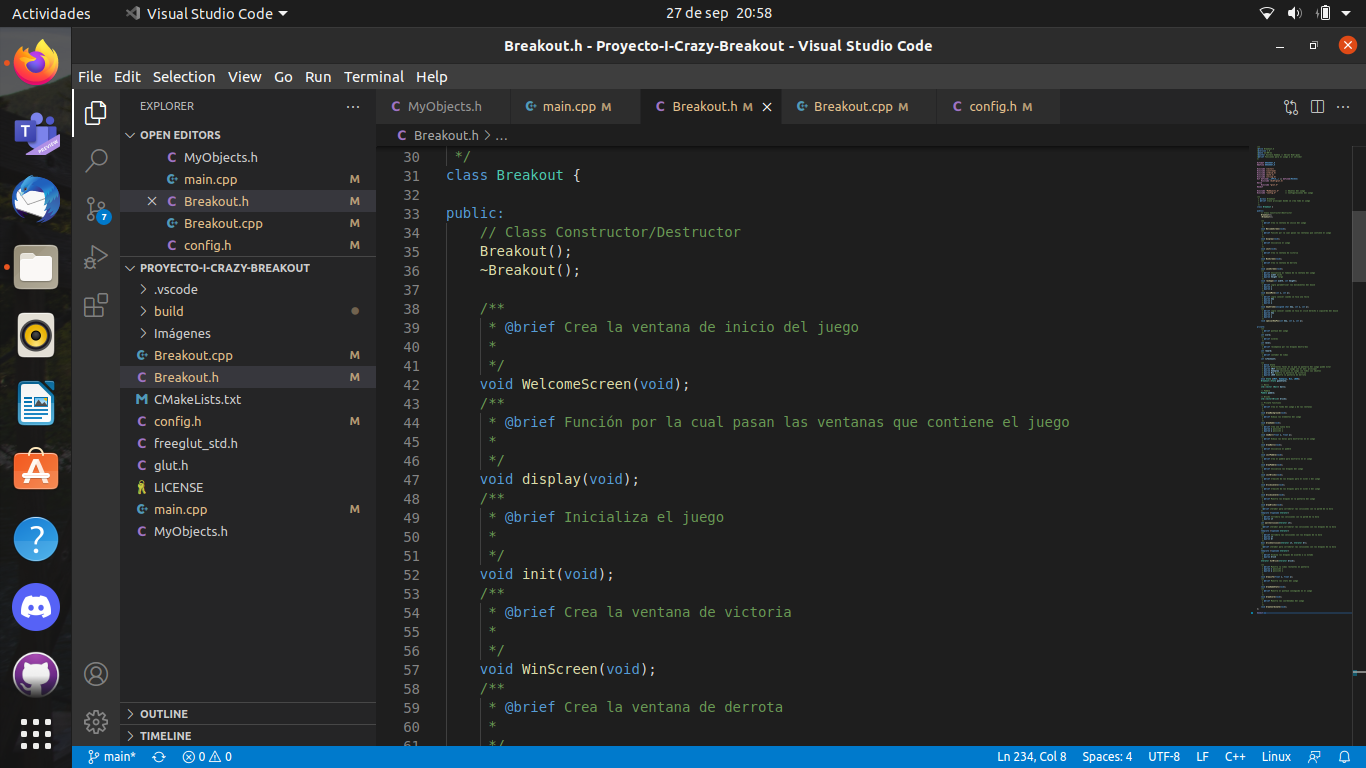 Actividades
Visual Studio Code
27 de sep 20:58
Breakout.h - Proyecto-I-Crazy-Breakout - Visual Studio Code
File Edit Selection View Go Run Terminal Help
EXPLORER
OPEN EDITORS
MyObjects.h
main.cpp M
Breakout.h M
Breakout.cpp M
config.h M
PROYECTO-I-CRAZY-BREAKOUT
.vscode
build
Imágenes
Breakout.cpp M
Breakout.h M
CMakeLists.txt
config.h M
freeglut_std.h
glut.h
LICENSE
main.cpp M
MyObjects.h
OUTLINE
TIMELINE
7
PREVIEW
MyObjects.h main.cpp M Breakout.h M Breakout.cpp M config.h M
Breakout.h > ...
30 */
31 class Breakout {
32
33 public:
34 // Class Constructor/Destructor
35 Breakout();
36 ~Breakout();
37
38 /**
39 * @brief Crea la ventana de inicio del juego
40 *
41 */
42 void WelcomeScreen(void);
43 /**
44 * @brief Función por la cual pasan las ventanas que contiene el juego
45 *
46 */
47 void display(void);
48 /**
49 * @brief Inicializa el juego
50 *
51 */
52 void init(void);
53 /**
54 * @brief Crea la ventana de victoria
55 *
56 */
57 void WinScreen(void);
58 /**
59 * @brief Crea la ventana de derrota
60 *
61 */
main* 0 0 Ln 234, Col 8 Spaces: 4 UTF-8 LF C++ Linux